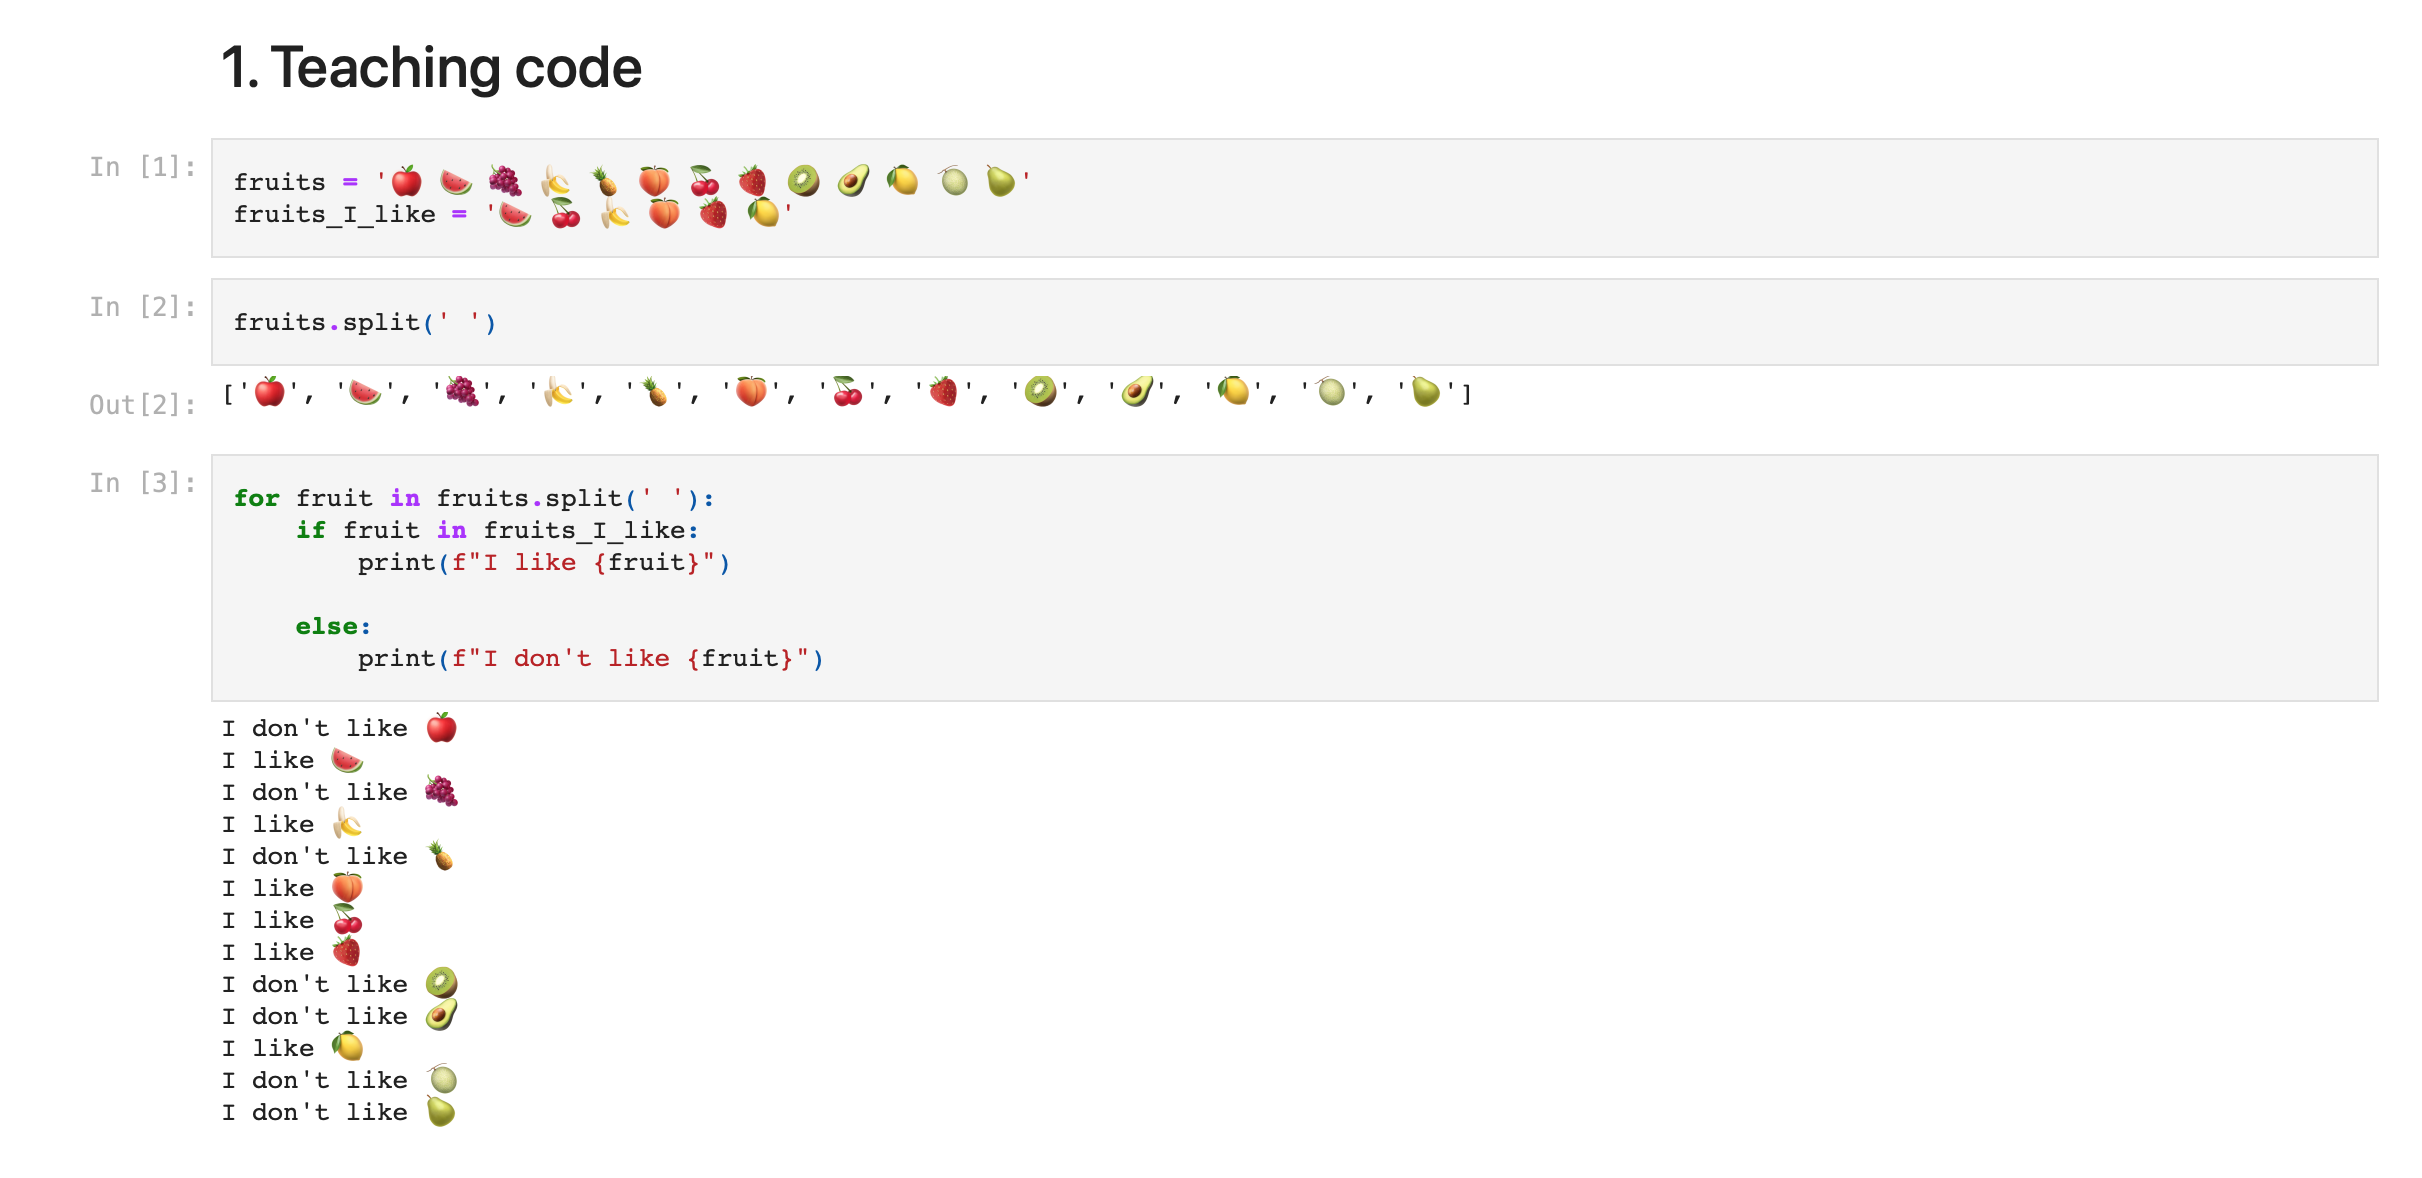 1. Teaching code
In [1]:
fruits = '🍎 🍉 🍇 🍌 🍍 🍑 🍒 🍓 🥝 🥑 🍋 🍈 🍐'
fruits_I_like = '🍉 🍒 🍌 🍑 🍓 🍋'
In [2]:
fruits.split(' ')
Out[2]:
['🍎', '🍉', '🍇', '🍌', '🍍', '🍑', '🍒', '🍓', '🥝', '🥑', '🍋', '🍈', '🍐']
In [3]:
for fruit in fruits.split(' '):
    if fruit in fruits_I_like:
        print(f"I like {fruit}")
    else:
        print(f"I don't like {fruit}")
I don't like 🍎
I like 🍉
I don't like 🍇
I like 🍌
I don't like 🍍
I like 🍑
I like 🍒
I like 🍓
I don't like 🥝
I don't like 🥑
I like 🍋
I don't like 🍈
I don't like 🍐